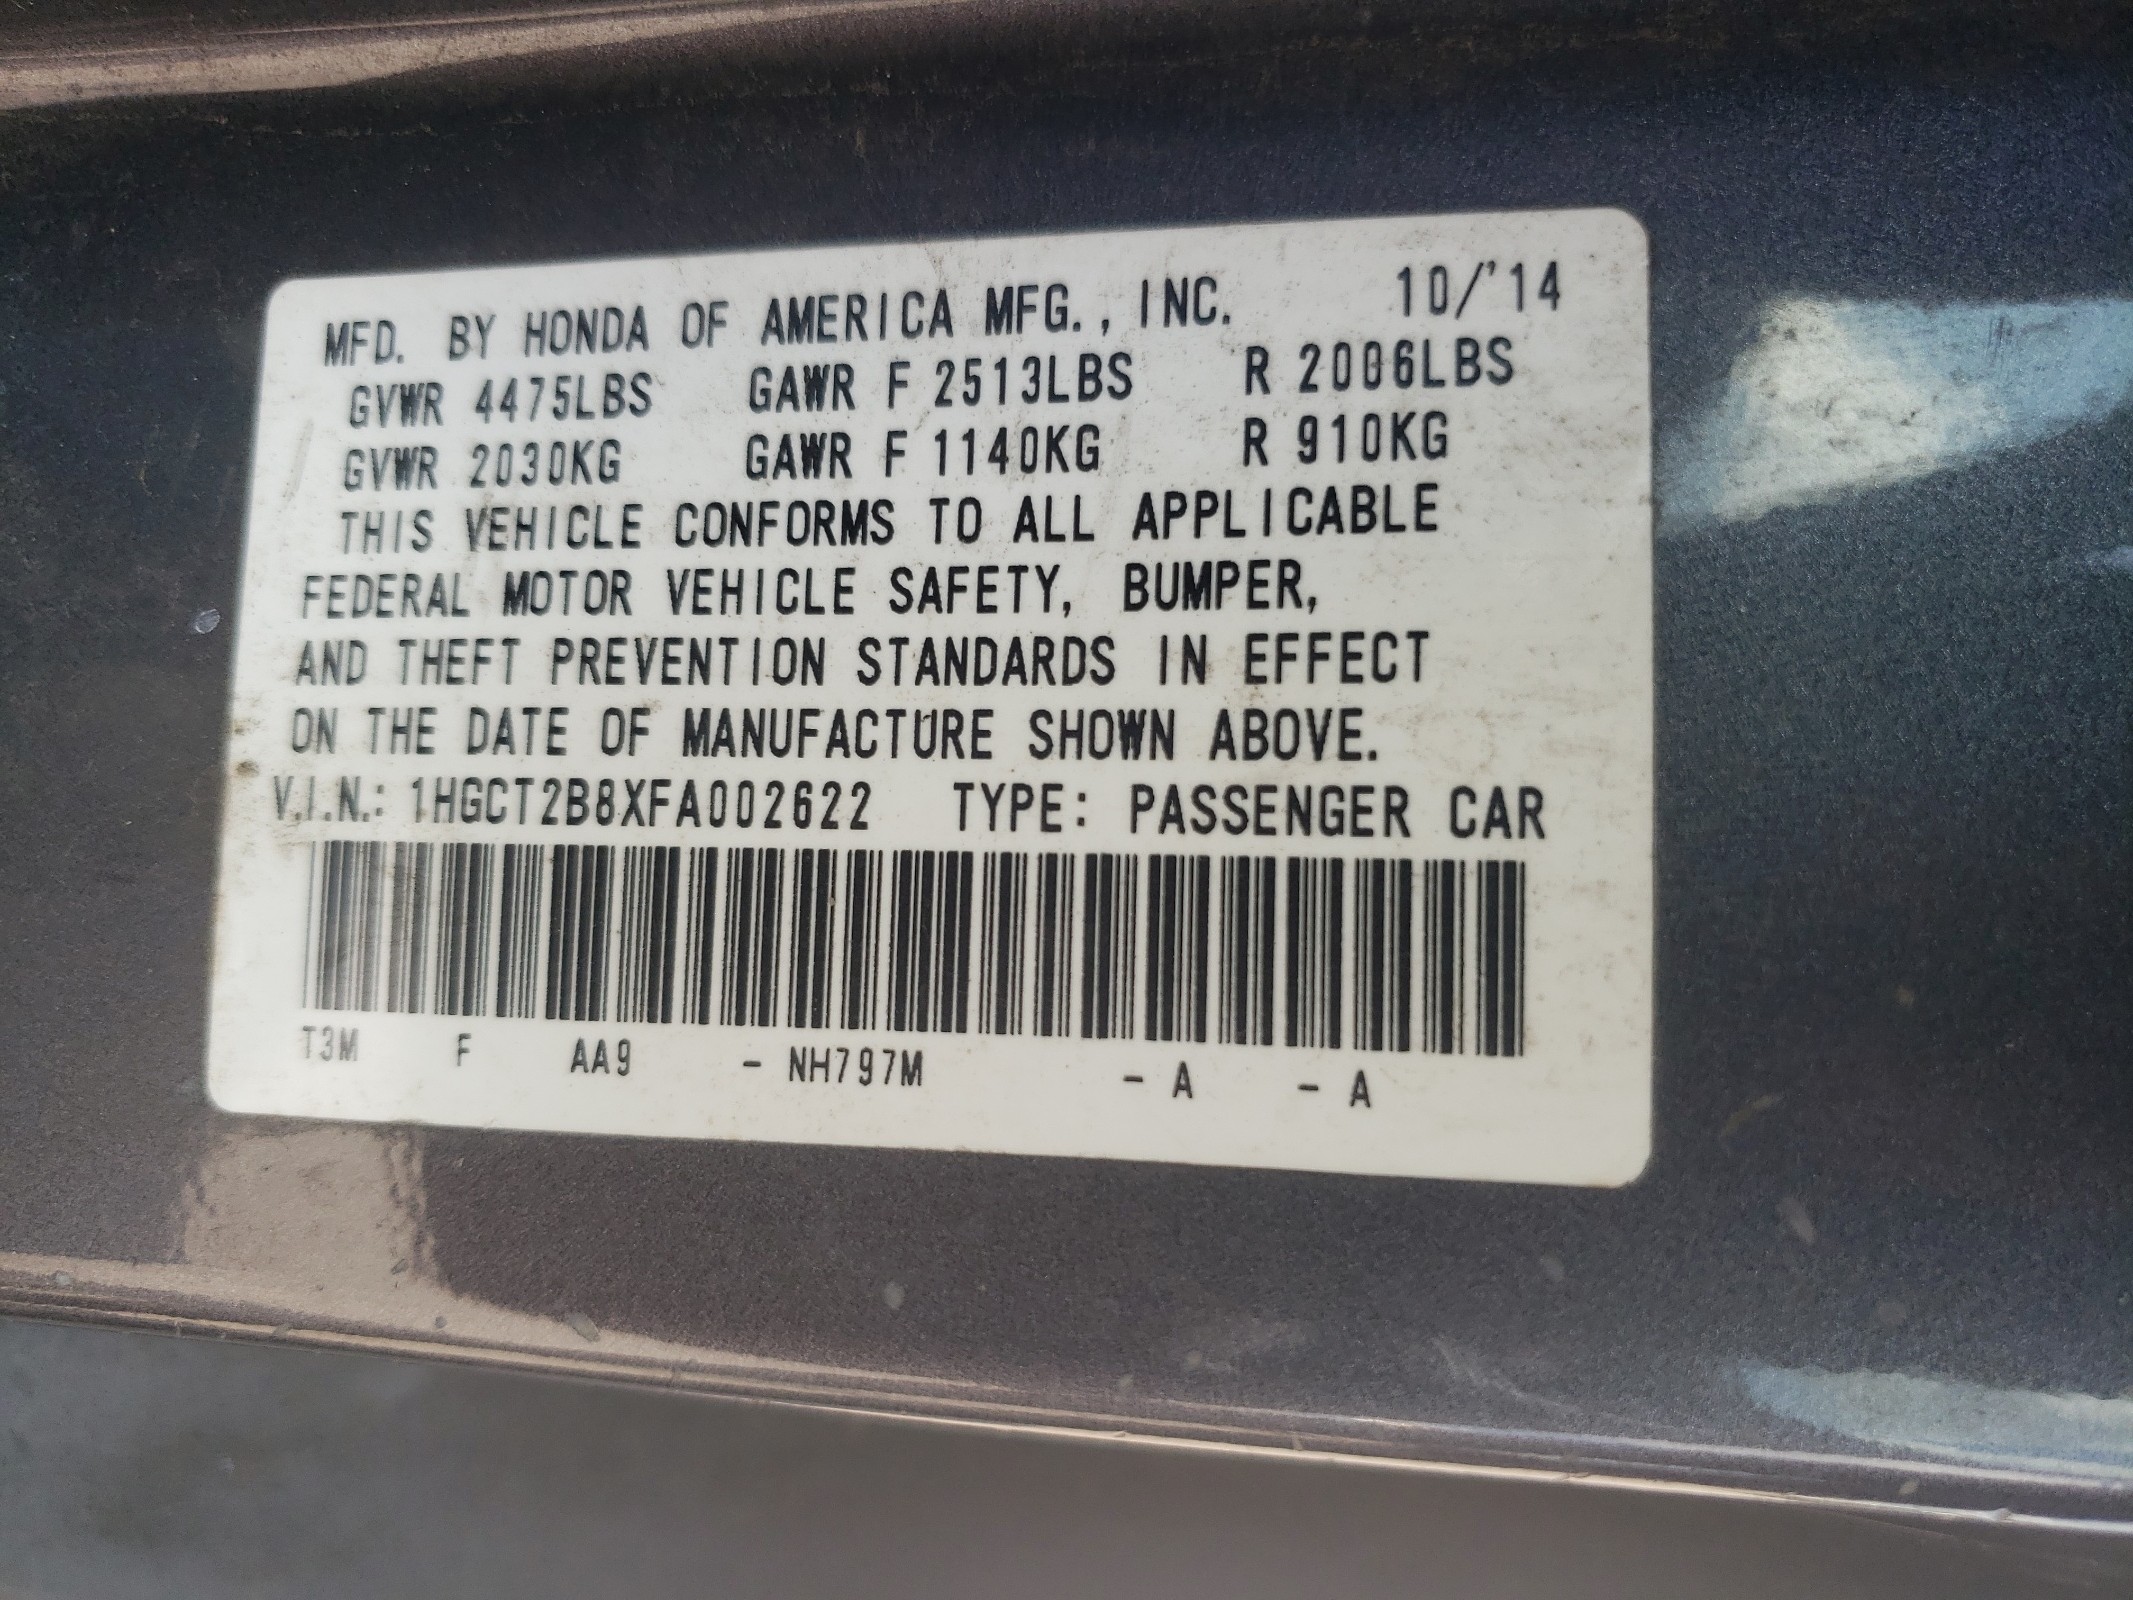 MFD. BY HONDA OF AMERICA MFG., INC. 10/'14
GVWR 4475LBS GAWR F 2513LBS R 2006LBS
GVWR 2030KG GAWR F 1140KG R 910KG
THIS VEHICLE CONFORMS TO ALL APPLICABLE
FEDERAL MOTOR VEHICLE SAFETY, BUMPER,
AND THEFT PREVENTION STANDARDS IN EFFECT
ON THE DATE OF MANUFACTURE SHOWN ABOVE.
V.I.N.: 1HGCT2B8XFA002622 TYPE: PASSENGER CAR
T3M F AA9 - NH797M - A - A